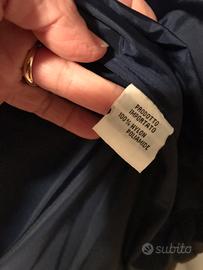 PRODOTTO
IMPORTATO
100% NYLON
POLIAMIDE
subito